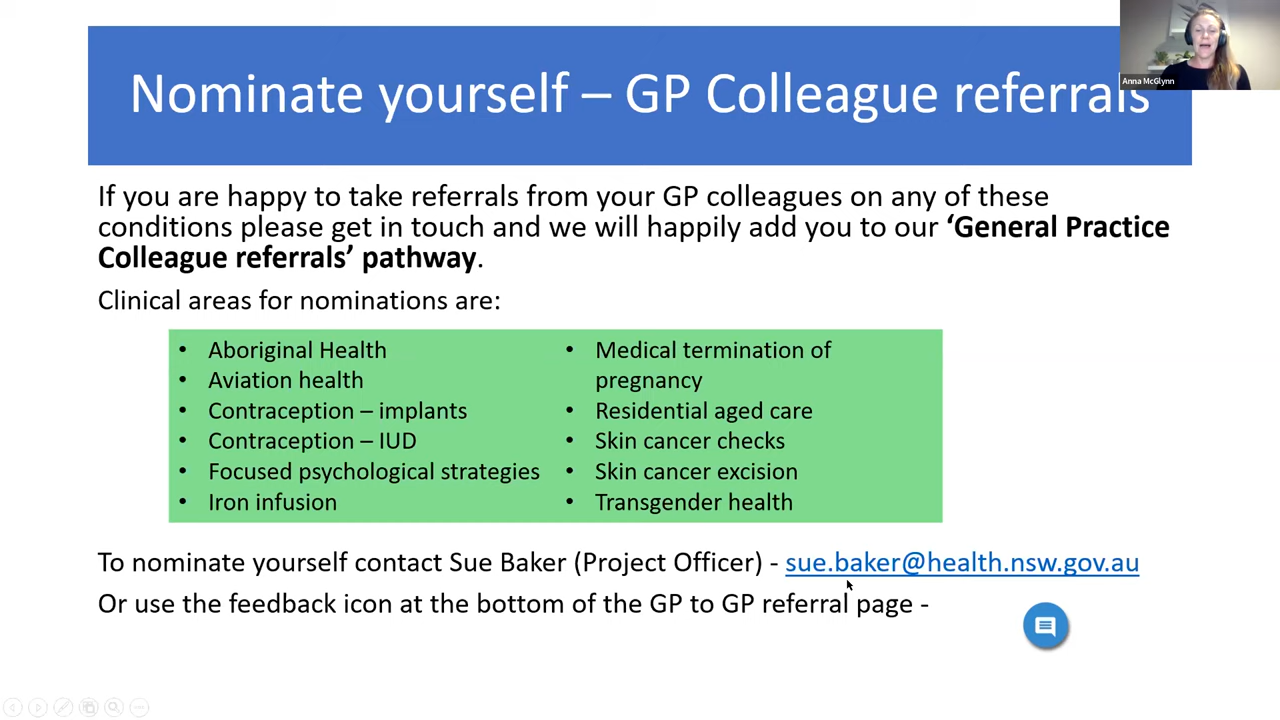 Nominate yourself – GP Colleague referrals
Anna McGlynn
If you are happy to take referrals from your GP colleagues on any of these
conditions please get in touch and we will happily add you to our ‘General Practice
Colleague referrals’ pathway.
Clinical areas for nominations are:
• Aboriginal Health
• Aviation health
• Contraception – implants
• Contraception – IUD
• Focused psychological strategies
• Iron infusion
• Medical termination of
pregnancy
• Residential aged care
• Skin cancer checks
• Skin cancer excision
• Transgender health
To nominate yourself contact Sue Baker (Project Officer) - sue.baker@health.nsw.gov.au
Or use the feedback icon at the bottom of the GP to GP referral page -